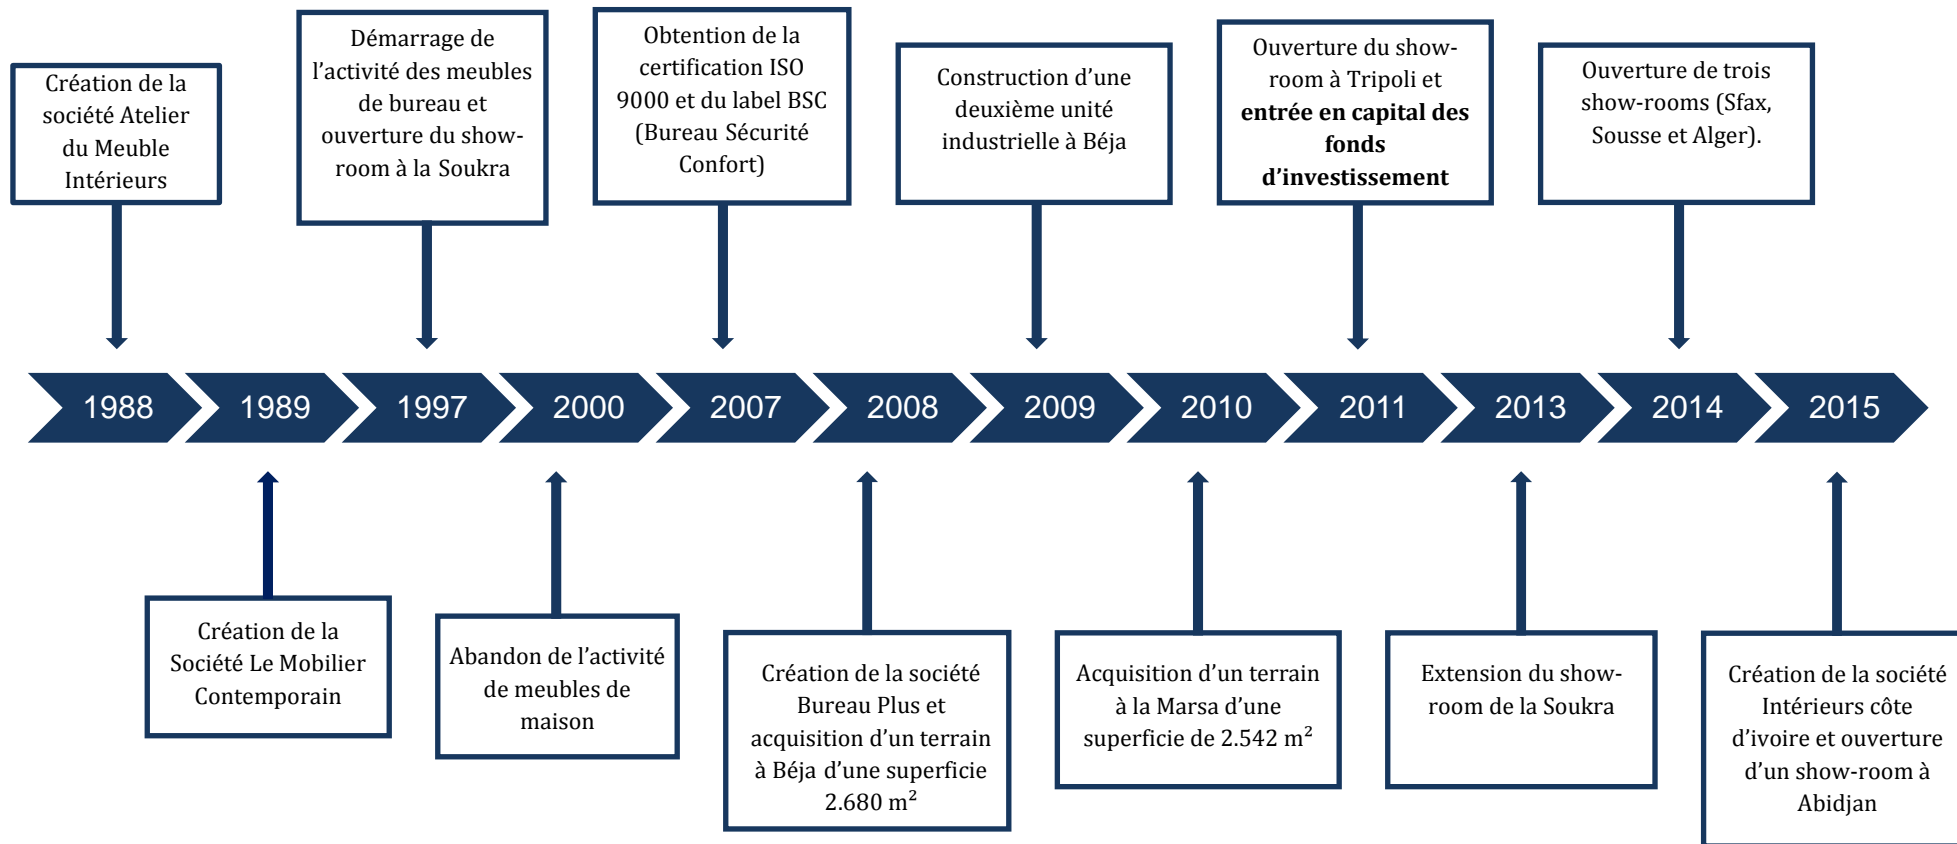 Création de la
société Atelier
du Meuble
Intérieurs
Démarrage de
l’activité des meubles
de bureau et
ouverture du show-
room à la Soukra
Obtention de la
certification ISO
9000 et du label BSC
(Bureau Sécurité
Confort)
Construction d’une
deuxième unité
industrielle à Béja
Ouverture du show-
room à Tripoli et
entrée en capital des
fonds
d’investissement
Ouverture de trois
show-rooms (Sfax,
Sousse et Alger).
1988 1989 1997 2000 2007 2008 2009 2010 2011 2013 2014 2015
Création de la
Société Le Mobilier
Contemporain
Abandon de l’activité
de meubles de
maison
Création de la société
Bureau Plus et
acquisition d’un terrain
à Béja d’une superficie
2.680 m²
Acquisition d’un terrain
à la Marsa d’une
superficie de 2.542 m²
Extension du show-
room de la Soukra
Création de la société
Intérieurs côte
d’ivoire et ouverture
d’un show-room à
Abidjan